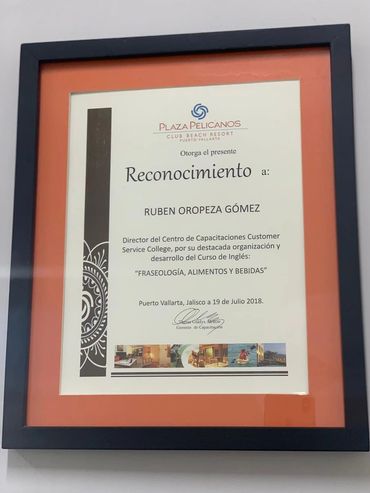 PLAZA PELICANOS
CLUB BEACH RESORT
PUERTO VALLARTA
Otorga el presente
Reconocimiento a:
RUBEN OROPEZA GÓMEZ
Director del Centro de Capacitaciones Customer
Service College, por su destacada organización y
desarrollo del Curso de Inglés:
"FRASEOLOGÍA, ALIMENTOS Y BEBIDAS"
Puerto Vallarta, Jalisco a 19 de Julio 2018.
Gerente de Capacitación